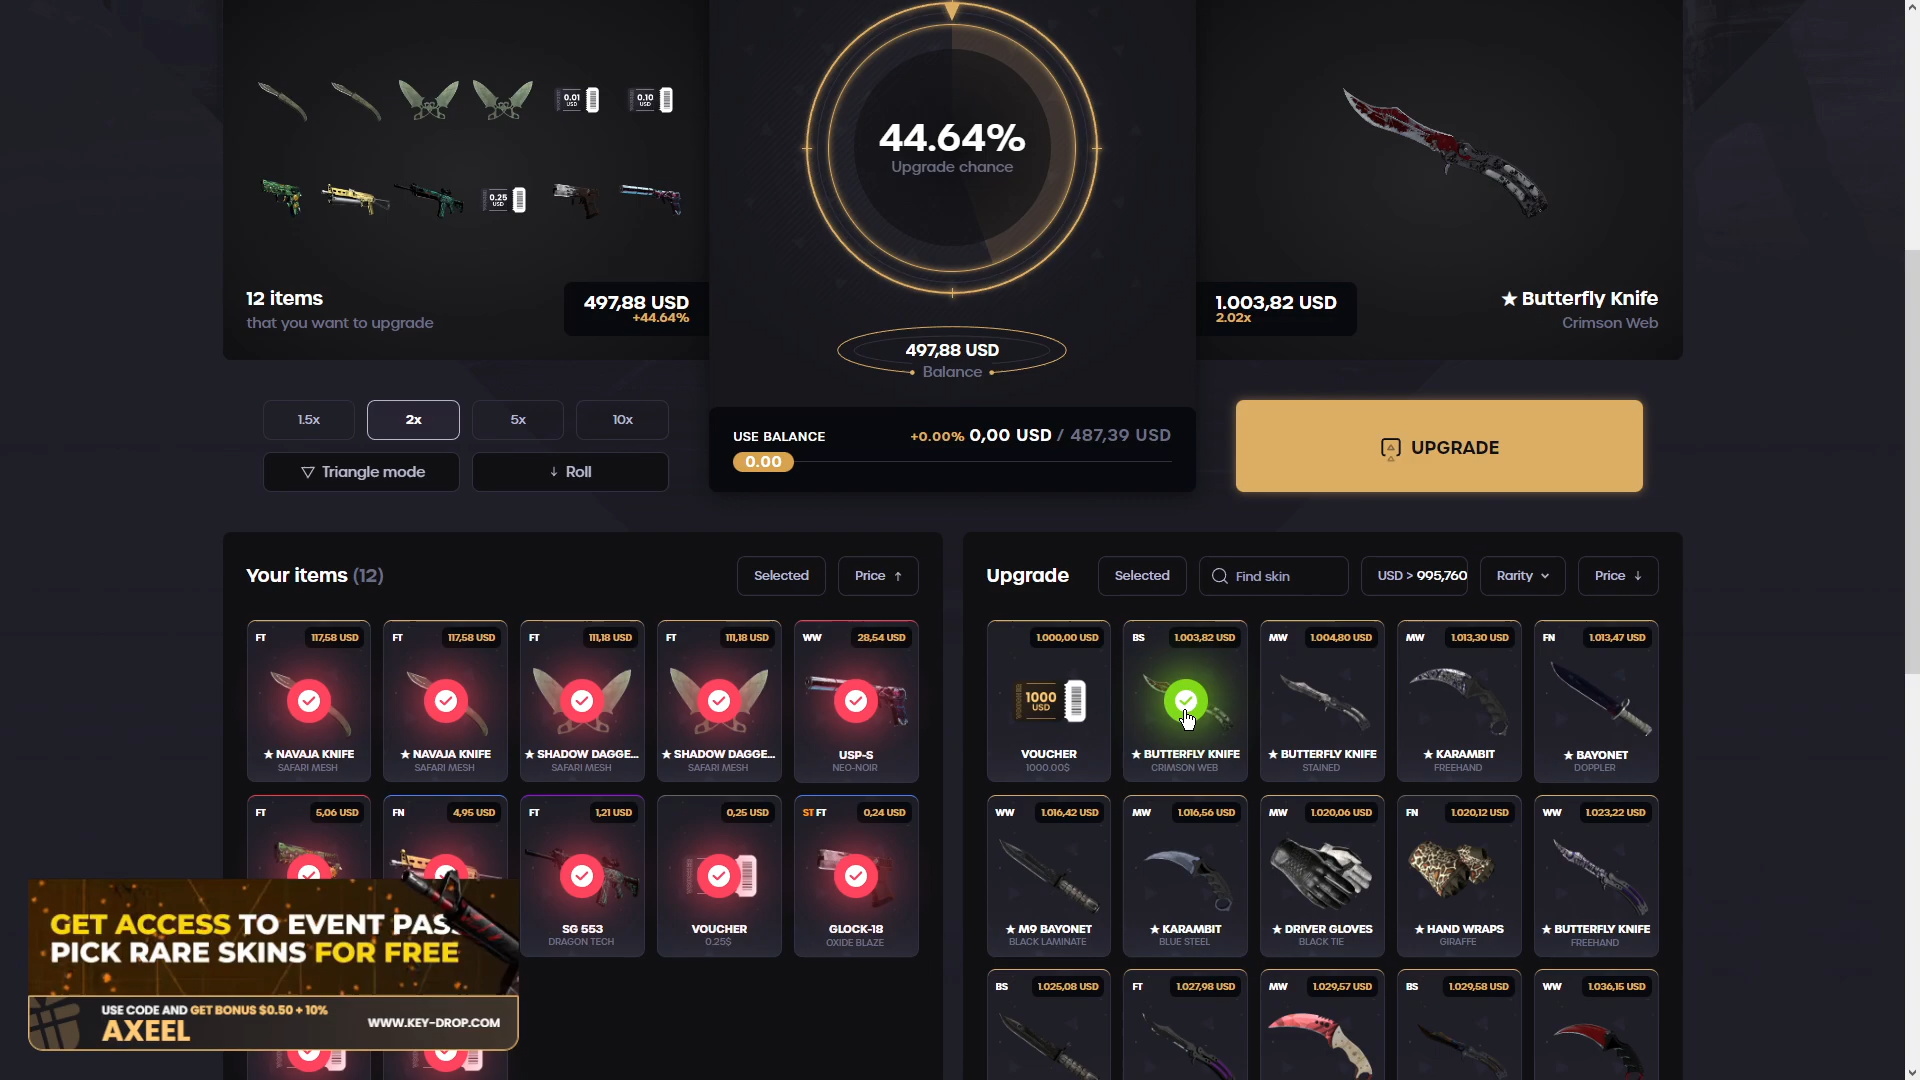 0.01
USD
0.10
USD
0.25
USD
12 items
that you want to upgrade
497,88 USD
+44.64%
44.64%
Upgrade chance
497,88 USD
Balance
1.003,82 USD
2.02x
★ Butterfly Knife
Crimson Web
1.5x
2x
5x
10x
Triangle mode
Roll
USE BALANCE
+0.00% 0,00 USD / 487,39 USD
0.00
UPGRADE
Your items (12)
Selected
Price
Upgrade
Selected
Find skin
USD > 995,760
Rarity
Price
FT
117,58 USD
★ NAVAJA KNIFE
SAFARI MESH
FT
117,58 USD
★ NAVAJA KNIFE
SAFARI MESH
FT
111,18 USD
★ SHADOW DAGGE...
SAFARI MESH
FT
111,18 USD
★ SHADOW DAGGE...
SAFARI MESH
WW
28,54 USD
USP-S
NEO-NOIR
FT
5,06 USD
FN
4,95 USD
FT
1,21 USD
SG 553
DRAGON TECH
0,25 USD
VOUCHER
0.25$
ST FT
0,24 USD
GLOCK-18
OXIDE BLAZE
1.000,00 USD
1000
USD
VOUCHER
1000.00$
BS
1.003,82 USD
★ BUTTERFLY KNIFE
CRIMSON WEB
MW
1.004,80 USD
★ BUTTERFLY KNIFE
STAINED
MW
1.013,30 USD
★ KARAMBIT
FREEHAND
FN
1.013,47 USD
★ BAYONET
DOPPLER
WW
1.016,42 USD
★ M9 BAYONET
BLACK LAMINATE
MW
1.016,56 USD
★ KARAMBIT
BLUE STEEL
MW
1.020,06 USD
★ DRIVER GLOVES
BLACK TIE
FN
1.020,12 USD
★ HAND WRAPS
GIRAFFE
WW
1.023,22 USD
★ BUTTERFLY KNIFE
FREEHAND
BS
1.025,08 USD
FT
1.027,98 USD
MW
1.029,57 USD
BS
1.029,58 USD
WW
1.036,15 USD
GET ACCESS TO EVENT PASS
PICK RARE SKINS FOR FREE
USE CODE AND GET BONUS $0.50 + 10%
AXEEL
WWW.KEY-DROP.COM